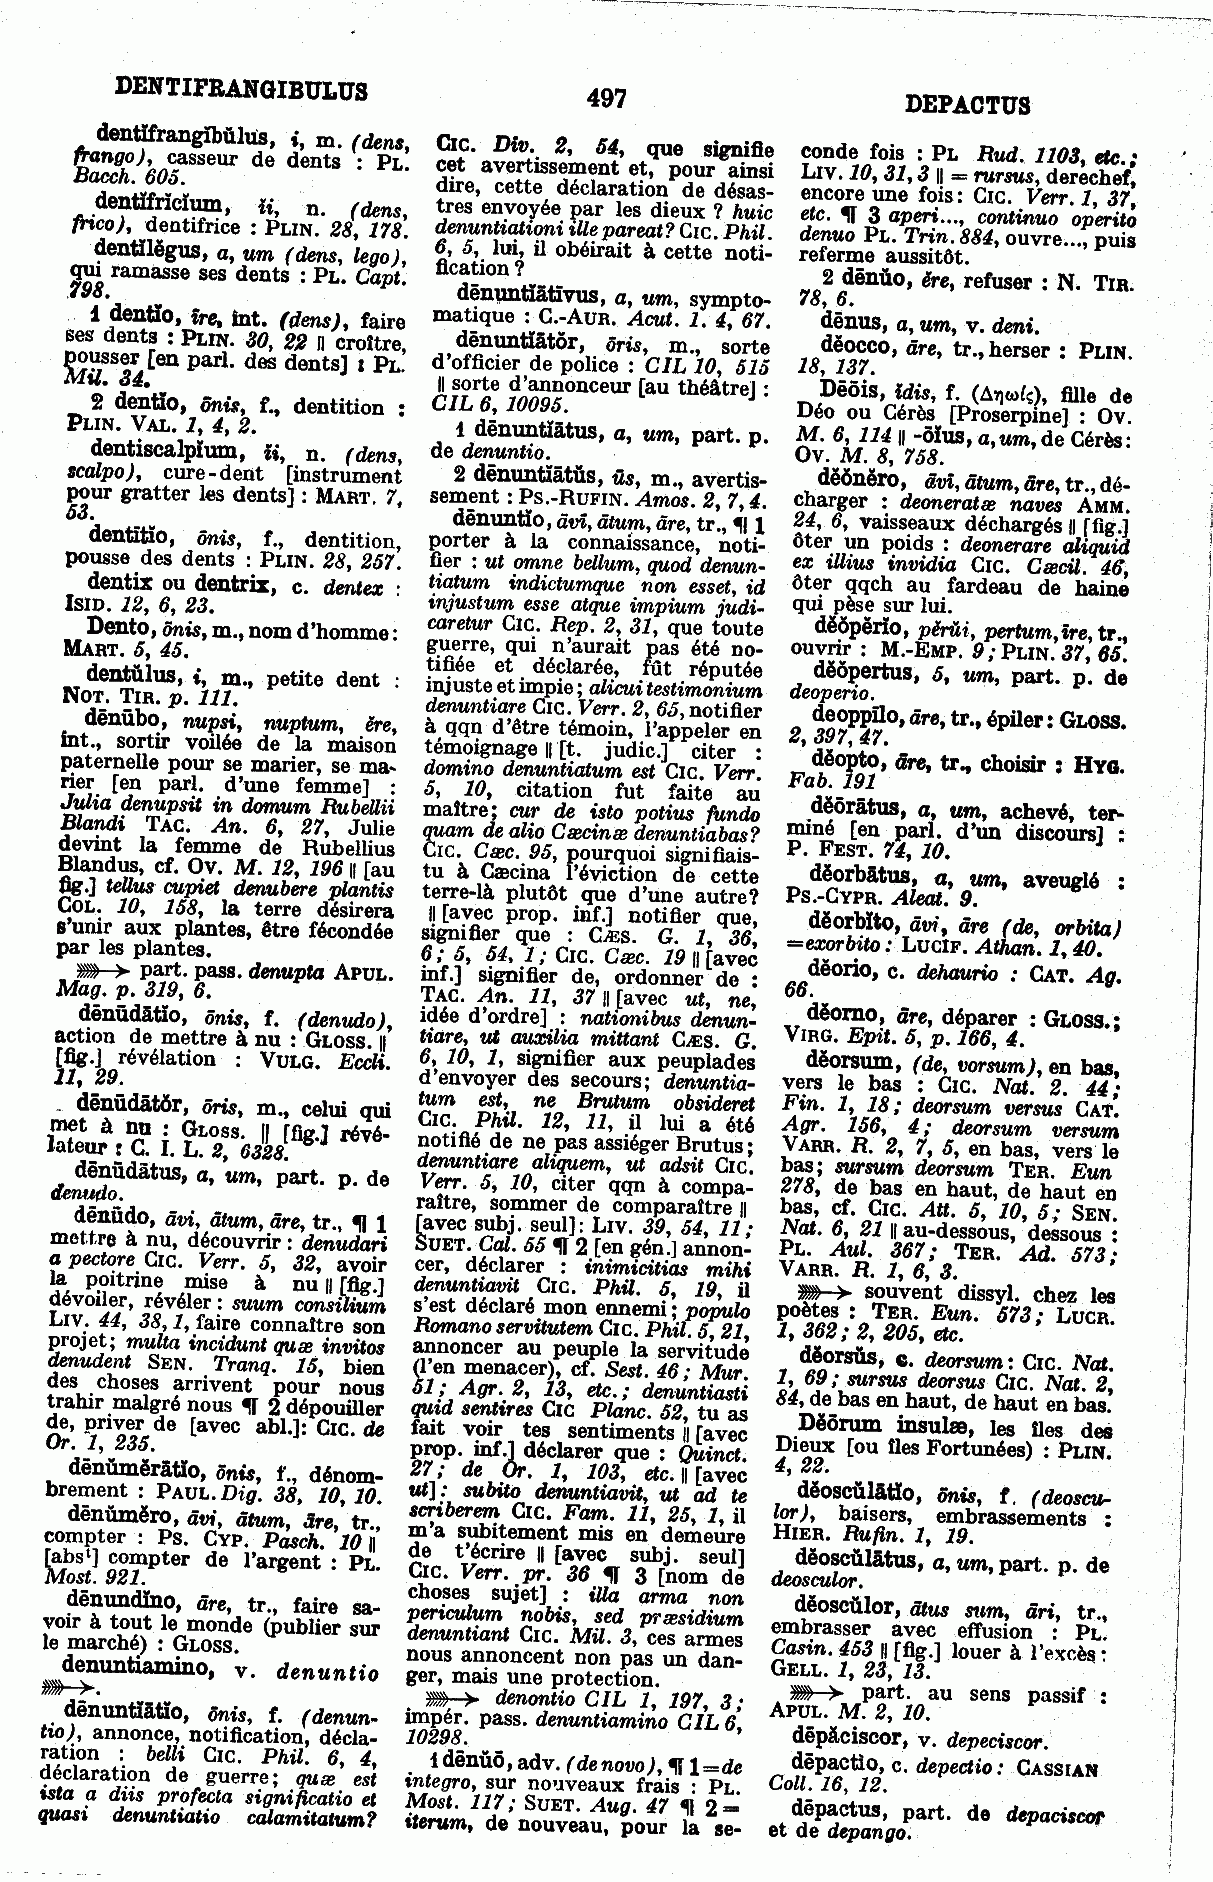 DENTIFRANGIBULUS
497
DEPACTUS
dentĭfrangĭbŭlus, i, m. (dens,
frango), casseur de dents : PL.
Bacch. 605.
dentĭfrĭcĭum, ĭi, n. (dens,
frico), dentifrice : PLIN. 28, 178.
dentĭlĕgus, a, um (dens, lego),
qui ramasse ses dents : PL. Capt.
798.
1 dentĭo, īre, int. (dens), faire
ses dents : PLIN. 30, 22 || croître,
pousser [en parl. des dents] : PL.
Mil. 34.
2 dentĭo, ōnis, f., dentition :
PLIN. VAL. 1, 4, 2.
dentiscalpĭum, ĭi, n. (dens,
scalpo), cure-dent [instrument
pour gratter les dents] : MART. 7,
53.
dentītĭo, ōnis, f., dentition,
pousse des dents : PLIN. 28, 257.
dentix ou dentrix, c. dentex :
ISID. 12, 6, 23.
Dento, ōnis, m., nom d'homme :
MART. 5, 45.
dentŭlus, i, m., petite dent :
NOT. TIR. p. 111.
dēnūbo, nupsi, nuptum, ĕre,
int., sortir voilée de la maison
paternelle pour se marier, se ma-
rier [en parl. d'une femme] :
Julia denupsit in domum Rubellii
Blandi TAC. An. 6, 27, Julie
devint la femme de Rubellius
Blandus, cf. OV. M. 12, 196 || [au
fig.] tellus cupiet denubere plantis
COL. 10, 158, la terre désirera
s'unir aux plantes, être fécondée
par les plantes.
⟫→ part. pass. denupta APUL.
Mag. p. 319, 6.
dēnūdātĭo, ōnis, f. (denudo),
action de mettre à nu : GLOSS. ||
[fig.] révélation : VULG. Eccli.
11, 29.
dēnūdātŏr, ōris, m., celui qui
met à nu : GLOSS. || [fig.] révé-
lateur : C. I. L. 2, 6328.
dēnūdātus, a, um, part. p. de
denudo.
dēnūdo, āvi, ātum, āre, tr., ¶ 1
mettre à nu, découvrir : denudari
a pectore CIC. Verr. 5, 32, avoir
la poitrine mise à nu || [fig.]
dévoiler, révéler : suum consilium
LIV. 44, 38, 1, faire connaître son
projet; multa incidunt quæ invitos
denudent SEN. Tranq. 15, bien
des choses arrivent pour nous
trahir malgré nous ¶ 2 dépouiller
de, priver de [avec abl.]: CIC. de
Or. 1, 235.
dēnŭmĕrātĭo, ōnis, f., dénom-
brement : PAUL. Dig. 38, 10, 10.
dēnŭmĕro, āvi, ātum, āre, tr.,
compter : PS. CYP. Pasch. 10 ||
[absᵗ] compter de l'argent : PL.
Most. 921.
dēnundĭno, āre, tr., faire sa-
voir à tout le monde (publier sur
le marché) : GLOSS.
denuntiamino, v. denuntio
⟫→.
dēnuntĭātĭo, ōnis, f. (denun-
tio), annonce, notification, décla-
ration : belli CIC. Phil. 6, 4,
déclaration de guerre; quæ est
ista a diis profecta significatio et
quasi denuntiatio calamitatum?
CIC. Div. 2, 54, que signifie
cet avertissement et, pour ainsi
dire, cette déclaration de désas-
tres envoyée par les dieux ? huic
denuntiationi ille pareat? CIC. Phil.
6, 5, lui, il obéirait à cette noti-
fication ?
dēnuntĭātīvus, a, um, sympto-
matique : C.-AUR. Acut. 1. 4, 67.
dēnuntĭātŏr, ōris, m., sorte
d'officier de police : CIL 10, 515
|| sorte d'annonceur [au théâtre] :
CIL 6, 10095.
1 dēnuntĭātus, a, um, part. p.
de denuntio.
2 dēnuntĭātŭs, ūs, m., avertis-
sement : PS.-RUFIN. Amos. 2, 7, 4.
dēnuntĭo, āvi, ātum, āre, tr., ¶ 1
porter à la connaissance, noti-
fier : ut omne bellum, quod denun-
tiatum indictumque non esset, id
injustum esse atque impium judi-
caretur CIC. Rep. 2, 31, que toute
guerre, qui n'aurait pas été no-
tifiée et déclarée, fût réputée
injuste et impie; alicui testimonium
denuntiare CIC. Verr. 2, 65, notifier
à qqn d'être témoin, l'appeler en
témoignage || [t. judic.] citer :
domino denuntiatum est CIC. Verr.
5, 10, citation fut faite au
maître; cur de isto potius fundo
quam de alio Cæcinæ denuntiabas?
CIC. Cæc. 95, pourquoi signifiais-
tu à Cæcina l'éviction de cette
terre-là plutôt que d'une autre?
|| [avec prop. inf.] notifier que,
signifier que : CÆS. G. 1, 36,
6; 5, 54, 1; CIC. Cæc. 19 || [avec
inf.] signifier de, ordonner de :
TAC. An. 11, 37 || [avec ut, ne,
idée d'ordre] : nationibus denun-
tiare, ut auxilia mittant CÆS. G.
6, 10, 1, signifier aux peuplades
d'envoyer des secours; denuntia-
tum est, ne Brutum obsideret
CIC. Phil. 12, 11, il lui a été
notifié de ne pas assiéger Brutus;
denuntiare aliquem, ut adsit CIC.
Verr. 5, 10, citer qqn à compa-
raître, sommer de comparaître ||
[avec subj. seul]: LIV. 39, 54, 11;
SUET. Cal. 55 ¶ 2 [en gén.] annon-
cer, déclarer : inimicitias mihi
denuntiavit CIC. Phil. 5, 19, il
s'est déclaré mon ennemi; populo
Romano servitutem CIC. Phil. 5, 21,
annoncer au peuple la servitude
(l'en menacer), cf. Sest. 46; Mur.
51; Agr. 2, 13, etc.; denuntiasti
quid sentires CIC Planc. 52, tu as
fait voir tes sentiments || [avec
prop. inf.] déclarer que : Quinct.
27; de Or. 1, 103, etc. || [avec
ut]: subito denuntiavit, ut ad te
scriberem CIC. Fam. 11, 25, 1, il
m'a subitement mis en demeure
de t'écrire || [avec subj. seul]
CIC. Verr. pr. 36 ¶ 3 [nom de
choses sujet] : illa arma non
periculum nobis, sed præsidium
denuntiant CIC. Mil. 3, ces armes
nous annoncent non pas un dan-
ger, mais une protection.
⟫→ denontio CIL 1, 197, 3;
impér. pass. denuntiamino CIL 6,
10298.
1 dēnŭō, adv. (de novo), ¶ 1=de
integro, sur nouveaux frais : PL.
Most. 117; SUET. Aug. 47 ¶ 2=
iterum, de nouveau, pour la se-
conde fois : PL Rud. 1103, etc.;
LIV. 10, 31, 3 || = rursus, derechef,
encore une fois: CIC. Verr. 1, 37,
etc. ¶ 3 aperi..., continuo operito
denuo PL. Trin. 884, ouvre..., puis
referme aussitôt.
2 dēnŭo, ĕre, refuser : N. TIR.
78, 6.
dēnus, a, um, v. deni.
dĕocco, āre, tr., herser : PLIN.
18, 137.
Dēōis, ĭdis, f. (Δηωΐς), fille de
Déo ou Cérès [Proserpine] : OV.
M. 6, 114 || -ōĭus, a, um, de Cérès:
OV. M. 8, 758.
dĕŏnĕro, āvi, ātum, āre, tr., dé-
charger : deoneratæ naves AMM.
24, 6, vaisseaux déchargés || [fig.]
ôter un poids : deonerare aliquid
ex illius invidia CIC. Cæcil. 46,
ôter qqch au fardeau de haine
qui pèse sur lui.
dĕŏpĕrĭo, pĕrŭi, pertum, īre, tr.,
ouvrir : M.-EMP. 9; PLIN. 37, 65.
dĕŏpertus, 5, um, part. p. de
deoperio.
deoppīlo, āre, tr., épiler : GLOSS.
2, 397, 47.
dĕopto, āre, tr., choisir : HYG.
Fab. 191
dĕōrātus, a, um, achevé, ter-
miné [en parl. d'un discours] :
P. FEST. 74, 10.
dĕorbātus, a, um, aveuglé :
PS.-CYPR. Aleat. 9.
dĕorbĭto, āvi, āre (de, orbita)
=exorbito : LUCIF. Athan. 1, 40.
dĕorio, c. dehaurio : CAT. Ag.
66.
dĕorno, āre, déparer : GLOSS.;
VIRG. Epit. 5, p. 166, 4.
dĕorsum, (de, vorsum), en bas,
vers le bas : CIC. Nat. 2. 44;
Fin. 1, 18; deorsum versus CAT.
Agr. 156, 4; deorsum versum
VARR. R. 2, 7, 5, en bas, vers le
bas; sursum deorsum TER. Eun
278, de bas en haut, de haut en
bas, cf. CIC. Att. 5, 10, 5; SEN.
Nat. 6, 21 || au-dessous, dessous :
PL. Aul. 367; TER. Ad. 573;
VARR. R. 1, 6, 3.
⟫→ souvent dissyl. chez les
poètes : TER. Eun. 573; LUCR.
1, 362; 2, 205, etc.
dĕorsŭs, c. deorsum : CIC. Nat.
1, 69; sursus deorsus CIC. Nat. 2,
84, de bas en haut, de haut en bas.
Dĕōrum insulæ, les îles des
Dieux [ou îles Fortunées) : PLIN.
4, 22.
dĕoscŭlātĭo, ōnis, f. (deoscu-
lor), baisers, embrassements :
HIER. Rufin. 1, 19.
dĕoscŭlātus, a, um, part. p. de
deosculor.
dĕoscŭlor, ātus sum, āri, tr.,
embrasser avec effusion : PL.
Casin. 453 || [fig.] louer à l'excès :
GELL. 1, 23, 13.
⟫→ part. au sens passif :
APUL. M. 2, 10.
dēpăciscor, v. depeciscor.
dēpactio, c. depectio : CASSIAN
Coll. 16, 12.
dēpactus, part. de depaciscor
et de depango.